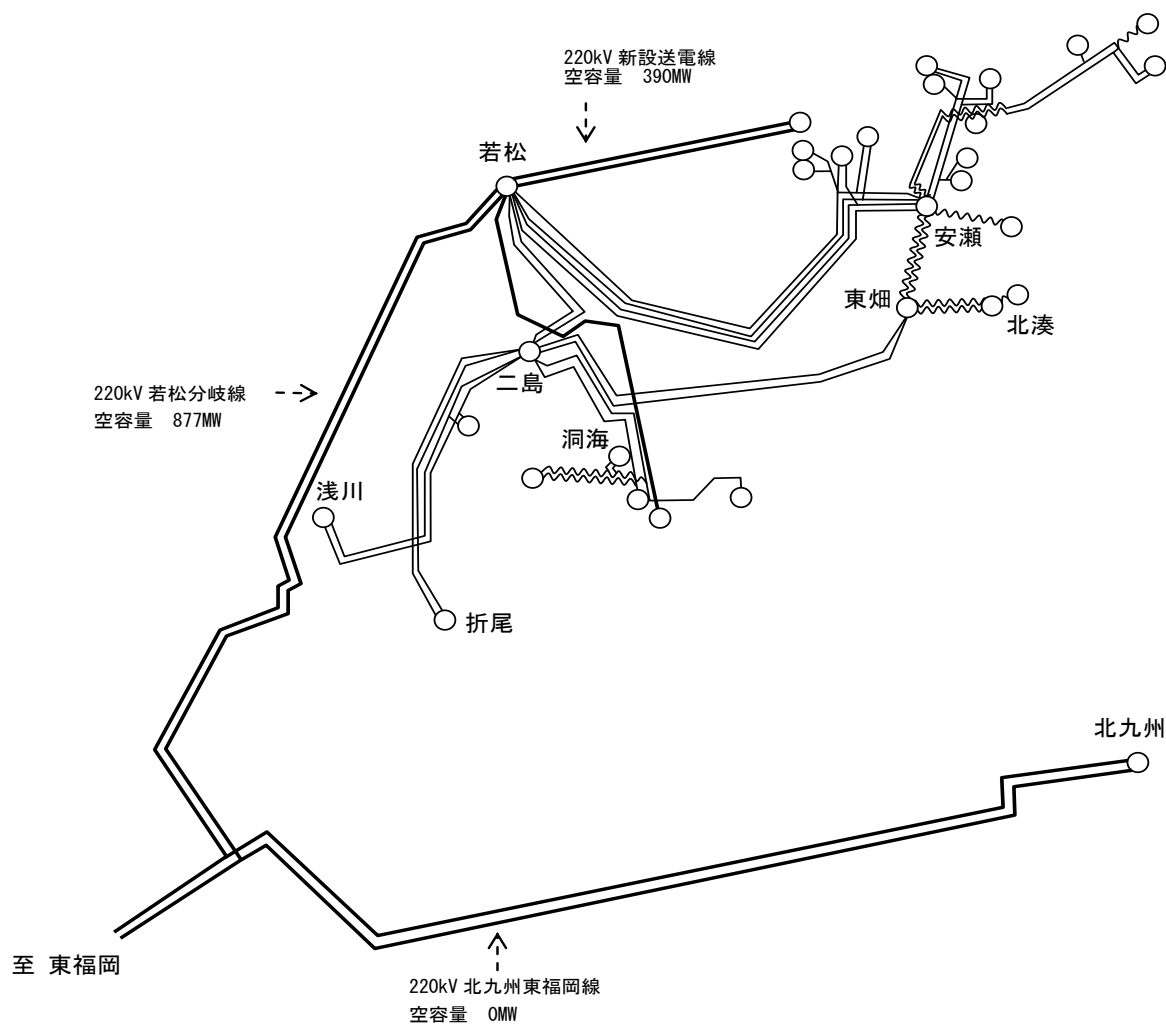 220kV 新設送電線
空容量 390MW
若松
安瀬
東畑
北湊
二島
220kV 若松分岐線
空容量 877MW
洞海
浅川
折尾
北九州
至 東福岡
220kV 北九州東福岡線
空容量 0MW